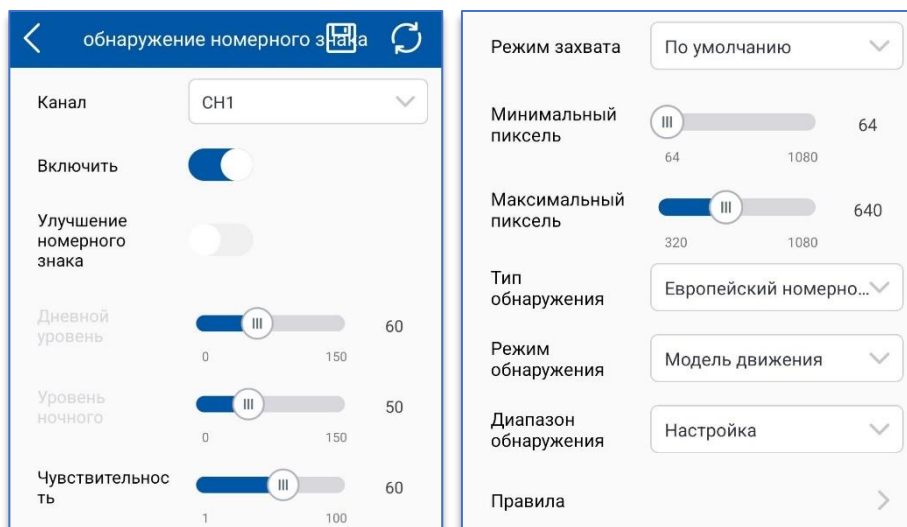 обнаружение номерного знака
Канал
CH1
Включить
Улучшение
номерного
знака
Дневной
уровень
60
0
150
Уровень
ночного
50
0
150
Чувствительнос
ть
60
1
100
Режим захвата
По умолчанию
Минимальный
пиксель
64
64
1080
Максимальный
пиксель
640
320
1080
Тип
обнаружения
Европейский номерно...
Режим
обнаружения
Модель движения
Диапазон
обнаружения
Настройка
Правила